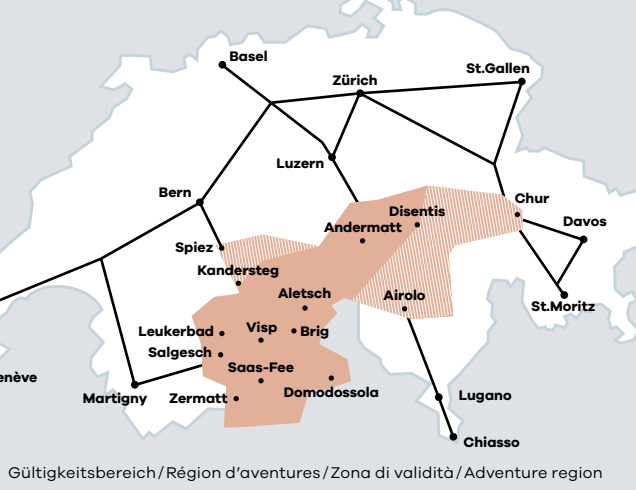 Basel
Zürich
St.Gallen
Luzern
Bern
Chur
Disentis
Andermatt
Davos
Spiez
Kandersteg
Aletsch
Airolo
St.Moritz
Leukerbad
Visp
Brig
Salgesch
Saas-Fee
enève
Martigny
Zermatt
Domodossola
Lugano
Chiasso
Gültigkeitsbereich/Région d'aventures/Zona di validità/Adventure region